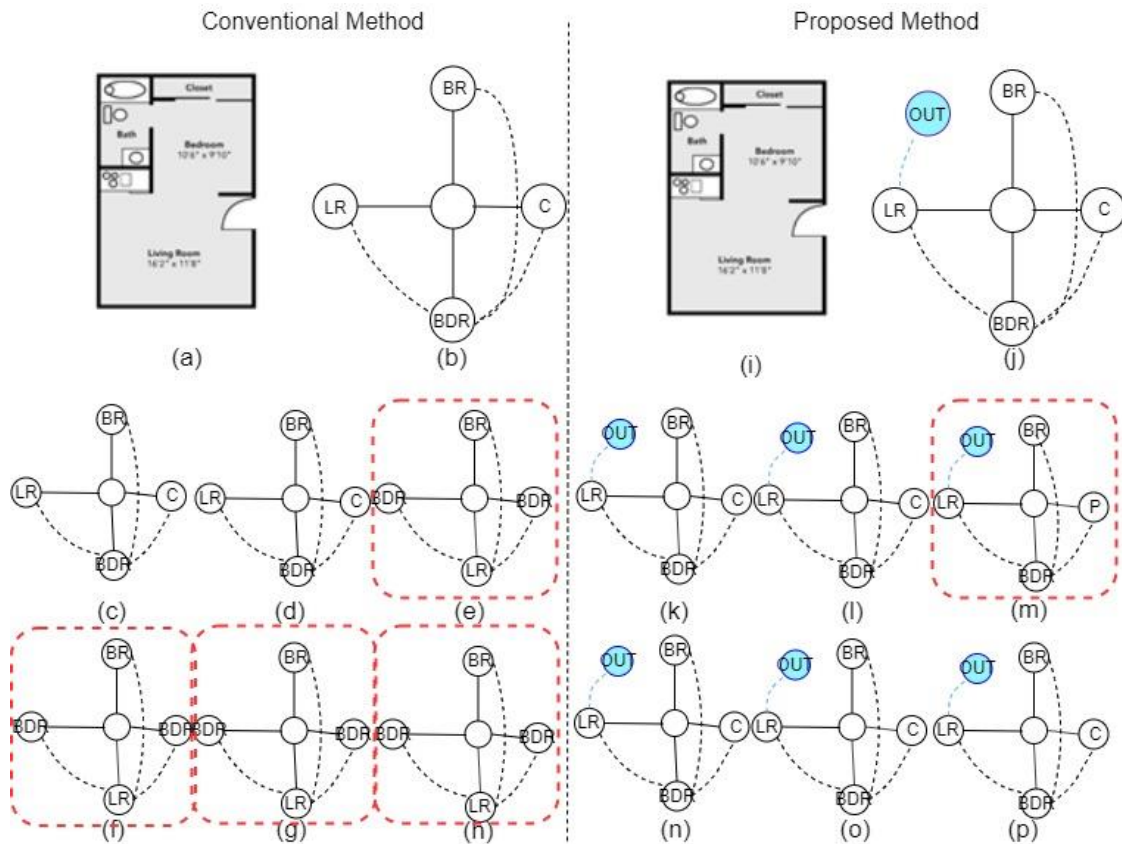 Conventional Method
Proposed Method
Closet
Bath
Bedroom
10'6" x 9'10"
Living Room
16'2" x 11'8"
(a)
BR
LR
C
BDR
(b)
Closet
Bath
Bedroom
10'6" x 9'10"
Living Room
16'2" x 11'8"
(i)
OUT
BR
LR
C
BDR
(j)
BR
LR
C
BDR
(c)
BR
LR
C
BDR
(d)
BR
BDR
BDR
LR
(e)
OUT
BR
LR
C
BDR
(k)
OUT
BR
LR
C
BDR
(l)
OUT
BR
LR
P
BDR
(m)
BR
BDR
BDR
LR
(f)
BR
BDR
BDR
LR
(g)
BR
BDR
BDR
LR
(h)
OUT
BR
LR
C
BDR
(n)
OUT
BR
LR
C
BDR
(o)
OUT
BR
LR
C
BDR
(p)